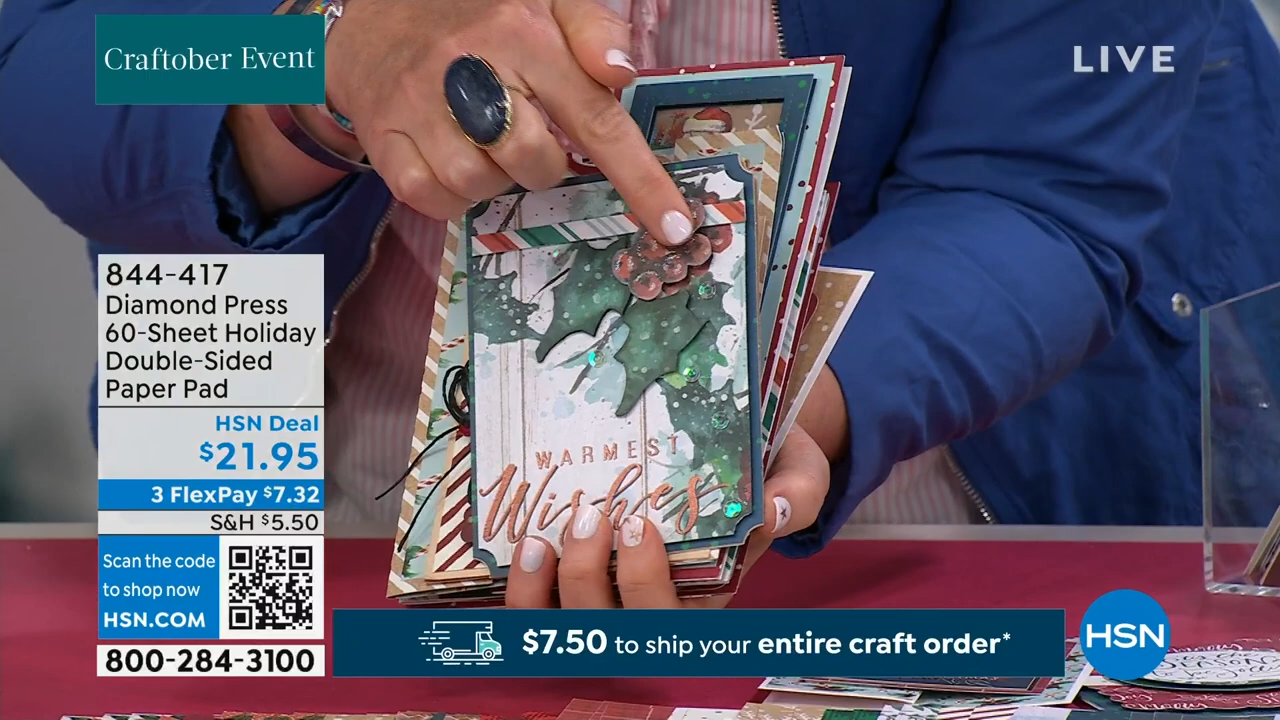 Craftober Event
LIVE
844-417
Diamond Press
60-Sheet Holiday
Double-Sided
Paper Pad
HSN Deal
$21.95
3 FlexPay $7.32
S&H $5.50
Scan the code
to shop now
HSN.COM
800-284-3100
WARMEST
Wishes
$7.50 to ship your entire craft order*
HSN